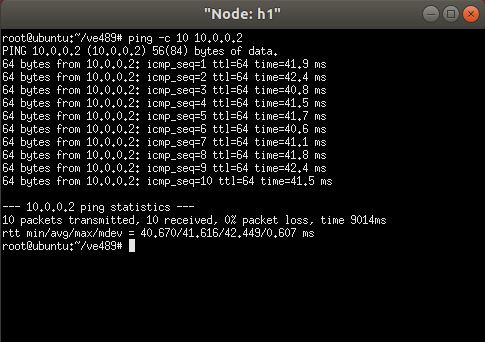 "Node: h1"
root@ubuntu:~/ve489# ping -c 10 10.0.0.2
PING 10.0.0.2 (10.0.0.2) 56(84) bytes of data.
64 bytes from 10.0.0.2: icmp_seq=1 ttl=64 time=41.9 ms
64 bytes from 10.0.0.2: icmp_seq=2 ttl=64 time=42.4 ms
64 bytes from 10.0.0.2: icmp_seq=3 ttl=64 time=40.8 ms
64 bytes from 10.0.0.2: icmp_seq=4 ttl=64 time=41.5 ms
64 bytes from 10.0.0.2: icmp_seq=5 ttl=64 time=41.7 ms
64 bytes from 10.0.0.2: icmp_seq=6 ttl=64 time=40.6 ms
64 bytes from 10.0.0.2: icmp_seq=7 ttl=64 time=41.1 ms
64 bytes from 10.0.0.2: icmp_seq=8 ttl=64 time=41.8 ms
64 bytes from 10.0.0.2: icmp_seq=9 ttl=64 time=42.4 ms
64 bytes from 10.0.0.2: icmp_seq=10 ttl=64 time=41.5 ms
--- 10.0.0.2 ping statistics ---
10 packets transmitted, 10 received, 0% packet loss, time 9014ms
rtt min/avg/max/mdev = 40.670/41.616/42.449/0.607 ms
root@ubuntu:~/ve489#